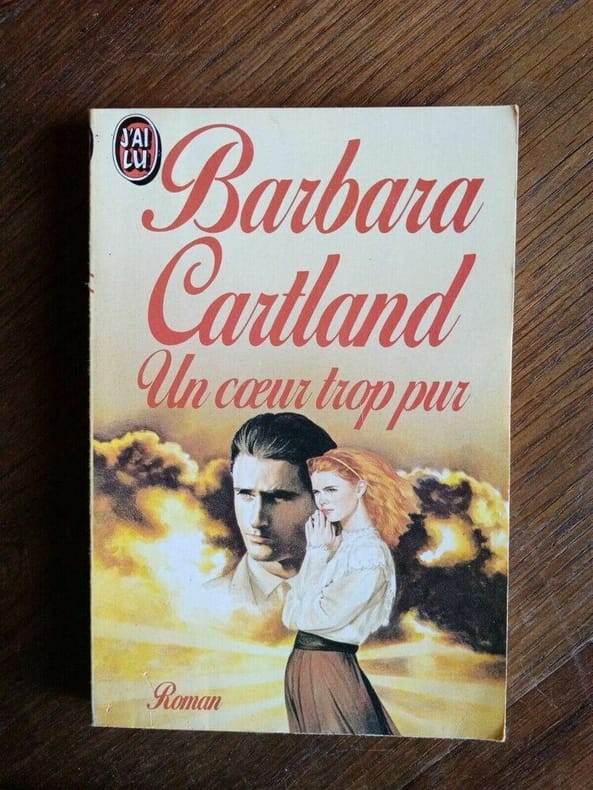 J'AI
LU
Barbara
Cartland
Un cœur trop pur
Roman